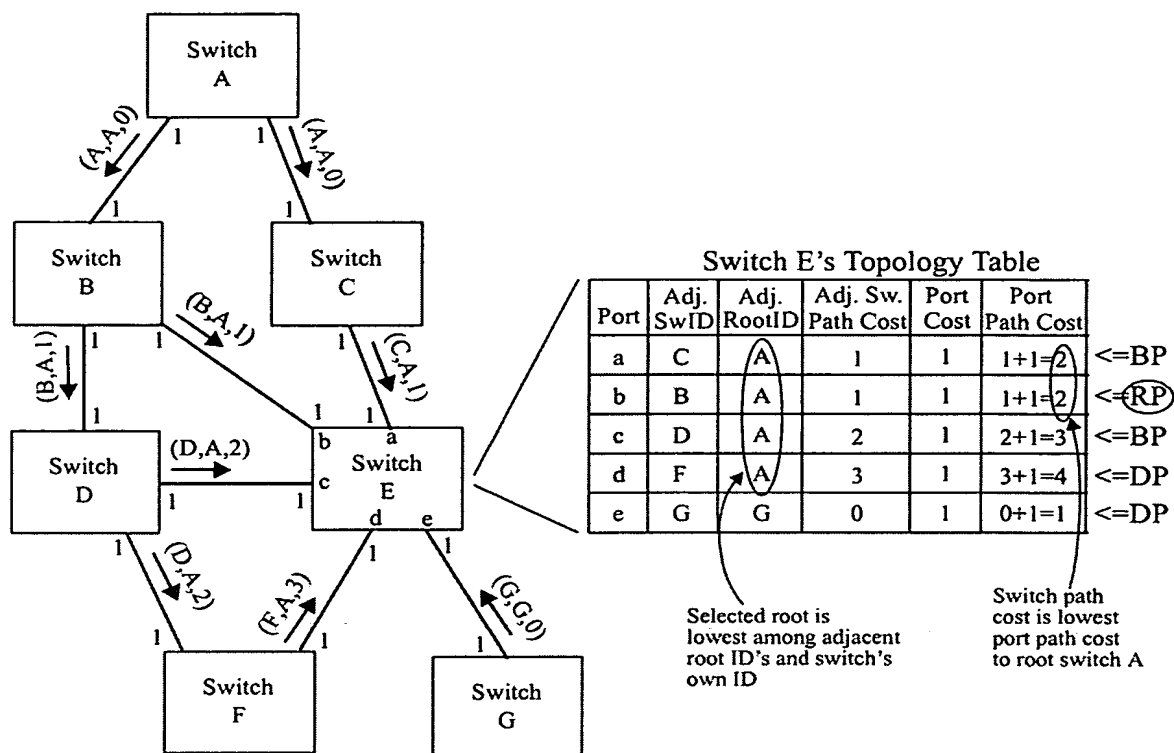 Switch
A
1 1
(A,A,0)
(A,A,0)
1 1
Switch
B
Switch
C
1 1 1
(B,A,1)
(B,A,1)
(C,A,1)
1 1 1
b a
Switch
D
(D,A,2)
1 1
c
Switch
E
d e
1 1 1
(D,A,2)
(F,A,3)
(G,G,0)
1 1 1
Switch
F
Switch
G
Switch E's Topology Table
Port Adj. SwID Adj. RootID Adj. Sw. Path Cost Port Cost Port Path Cost
a C A 1 1 1+1=2 <=BP
b B A 1 1 1+1=2 <=RP
c D A 2 1 2+1=3 <=BP
d F A 3 1 3+1=4 <=DP
e G G 0 1 0+1=1 <=DP
Selected root is
lowest among adjacent
root ID's and switch's
own ID
Switch path
cost is lowest
port path cost
to root switch A